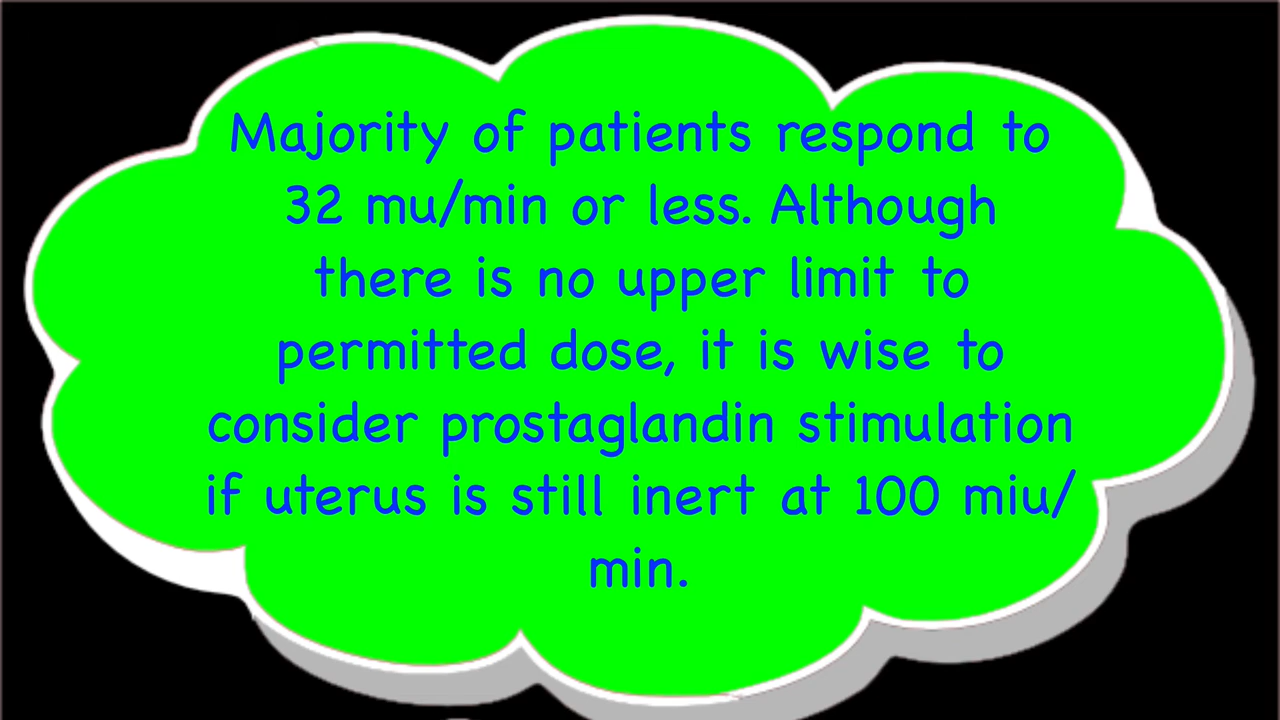 Majority of patients respond to
32 mu/min or less. Although
there is no upper limit to
permitted dose, it is wise to
consider prostaglandin stimulation
if uterus is still inert at 100 miu/
min.